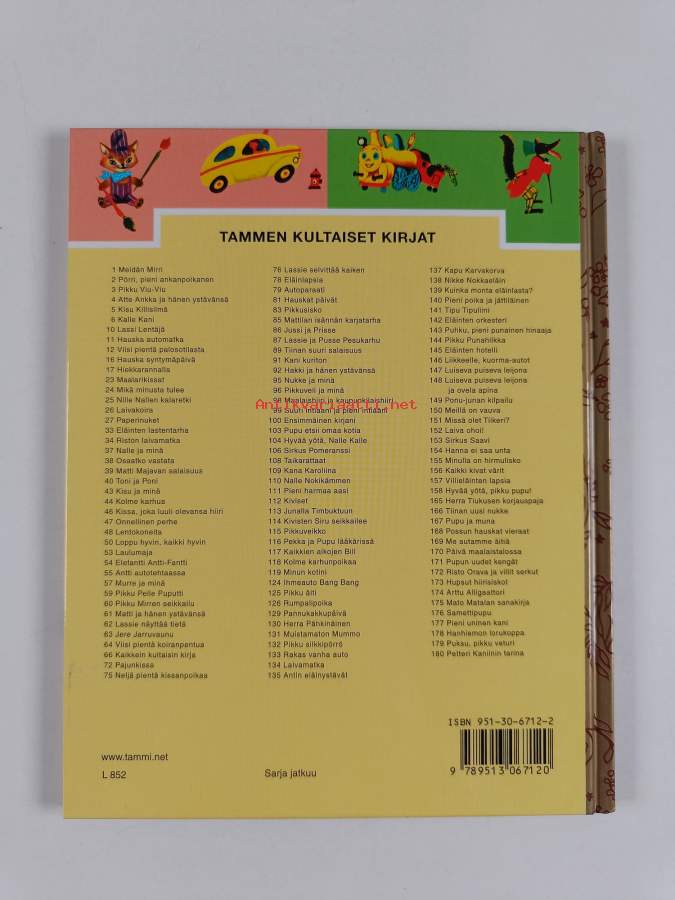 TAMMEN KULTAISET KIRJAT
1 Meidän Mirri
2 Pörri, pieni ankanpoikanen
3 Pikku Viu-Viu
4 Atte Ankka ja hänen ystävänsä
5 Kisu Killisilmä
6 Kalle Kani
10 Lassi Lentäjä
11 Hauska automatka
12 Viisi pientä palosotilasta
16 Hauska syntymäpäivä
17 Hiekkarannalla
23 Maalarikissat
24 Mikä minusta tulee
25 Nille Nallen kalaretki
26 Laivakoira
27 Paperinuket
33 Eläinten lastentarha
34 Riston laivamatka
37 Nalle ja minä
38 Osaatko vastata
39 Matti Majavan salaisuus
40 Toni ja Poni
43 Kisu ja minä
44 Kolme karhua
46 Kissa, joka luuli olevansa hiiri
47 Onnellinen perhe
48 Lentokoneita
50 Loppu hyvin, kaikki hyvin
53 Laulumaja
54 Elefantti Antti-Fantti
55 Antti autotehtaassa
57 Murre ja minä
59 Pikku Pelle Puputti
60 Pikku Mirren seikkailu
61 Matti ja hänen ystävänsä
62 Lassie näyttää tietä
63 Jere Jarruvaunu
64 Viisi pientä koiranpentua
66 Kaikkein kultaisin kirja
72 Pajunkissa
75 Neljä pientä kissanpoikaa
76 Lassie selvittää kaiken
78 Eläinlapsia
79 Autoparaati
81 Hauskat päivät
83 Pikkusisko
85 Mattilan isännän karjatarha
86 Jussi ja Prisse
87 Lassie ja Pusse Pesukarhu
89 Tiinan suuri salaisuus
91 Kani kuriton
92 Hakki ja hänen ystävänsä
95 Nukke ja minä
96 Pikkuveli ja minä
98 Maalaishiiri ja kaupunkilaishiiri
99 Suuri intiaani ja pieni intiaani
100 Ensimmäinen kirjani
103 Pupu etsii omaa kotia
104 Hyvää yötä, Nalle Kalle
106 Sirkus Pomeranssi
108 Taikarattaat
109 Kana Karoliina
110 Nalle Nokikämmen
111 Pieni harmaa aasi
112 Kiviset
113 Junalla Timbuktuun
114 Kivisten Siru seikkailee
115 Pikkuveikko
116 Pekka ja Pupu lääkärissä
117 Kaikkien aikojen Bill
118 Kolme karhunpoikaa
119 Minun kotini
124 Ihmeauto Bang Bang
125 Pikku äiti
126 Rumpalipoika
129 Pannukakkupäivä
130 Herra Pähkinäinen
131 Muistamaton Mummo
132 Pikku silkkipörrö
133 Rakas vanha auto
134 Laivamatka
135 Antin eläinystävät
137 Kapu Karvakorva
138 Nikke Nokkaeläin
139 Kuinka monta eläinlasta?
140 Pieni poika ja jättiläinen
141 Tipu Tipuliini
142 Eläinten orkesteri
143 Puhku, pieni punainen hinaaja
144 Pikku Punahilkka
145 Eläinten hotelli
146 Liikkeelle, kuorma-autot
147 Luiseva puiseva leijona
148 Luiseva puiseva leijona
ja ovela apina
149 Ponu-jonan kilpailu
150 Meillä on vauva
151 Missä olet Tiikeri?
152 Laiva ohoi!
153 Sirkus Saavi
154 Hanna ei saa unta
155 Minulla on hirmulisko
156 Kaikki kivat värit
157 Villieläinten lapsia
158 Hyvää yötä, pikku pupu!
165 Herra Tiukusen korjauspaja
166 Tiinan uusi nukke
167 Pupu ja muna
168 Possun hauskat vieraat
169 Me autamme äitiä
170 Päivä maalaistalossa
171 Pupun uudet kengät
172 Risto Orava ja villit serkut
173 Hupsut hiirisiskot
174 Arttu Alligaattori
175 Mato Matalan sanakirja
176 Samettipupu
177 Pieni uninen kani
178 Hanhiemon torukoppa
179 Puksu, pikku veturi
180 Petteri Kaniinin tarina
Antikvariaatti.net
www.tammi.net
L 852
Sarja jatkuu
ISBN 951-30-6712-2
9 789513 067120